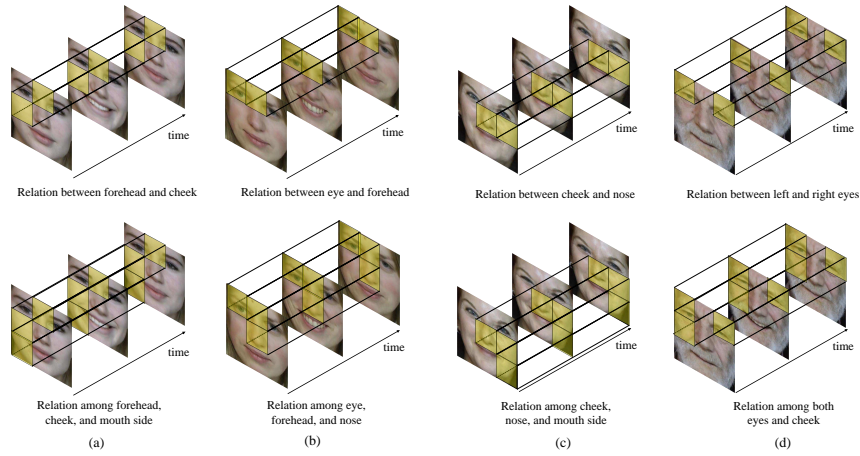 time
time
time
time
Relation between forehead and cheek
Relation between eye and forehead
Relation between cheek and nose
Relation between left and right eyes
time
time
time
time
Relation among forehead,
cheek, and mouth side
Relation among eye,
forehead, and nose
Relation among cheek,
nose, and mouth side
Relation among both
eyes and cheek
(a)
(b)
(c)
(d)